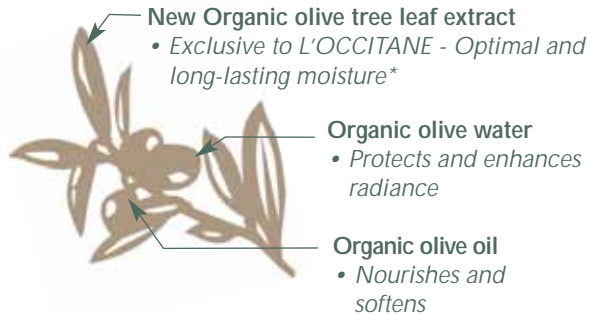 New Organic olive tree leaf extract
• Exclusive to L'OCCITANE - Optimal and
long-lasting moisture*
Organic olive water
• Protects and enhances
radiance
Organic olive oil
• Nourishes and
softens